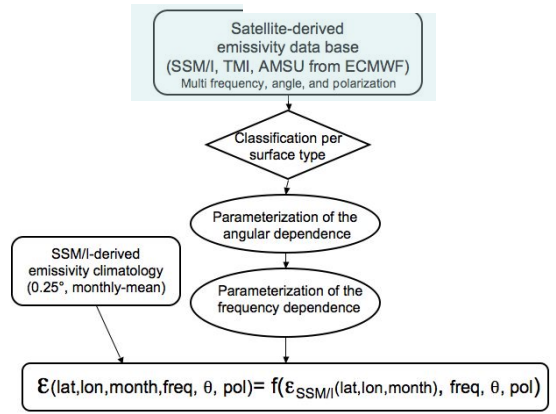 Satellite-derived
emissivity data base
(SSM/I, TMI, AMSU from ECMWF)
Multi frequency, angle, and polarization
Classification per
surface type
Parameterization of the
angular dependence
SSM/I-derived
emissivity climatology
(0.25°, monthly-mean)
Parameterization of the
frequency dependence
ε(lat,lon,month,freq, θ, pol)= f(ε_SSM/I(lat,lon,month), freq, θ, pol)